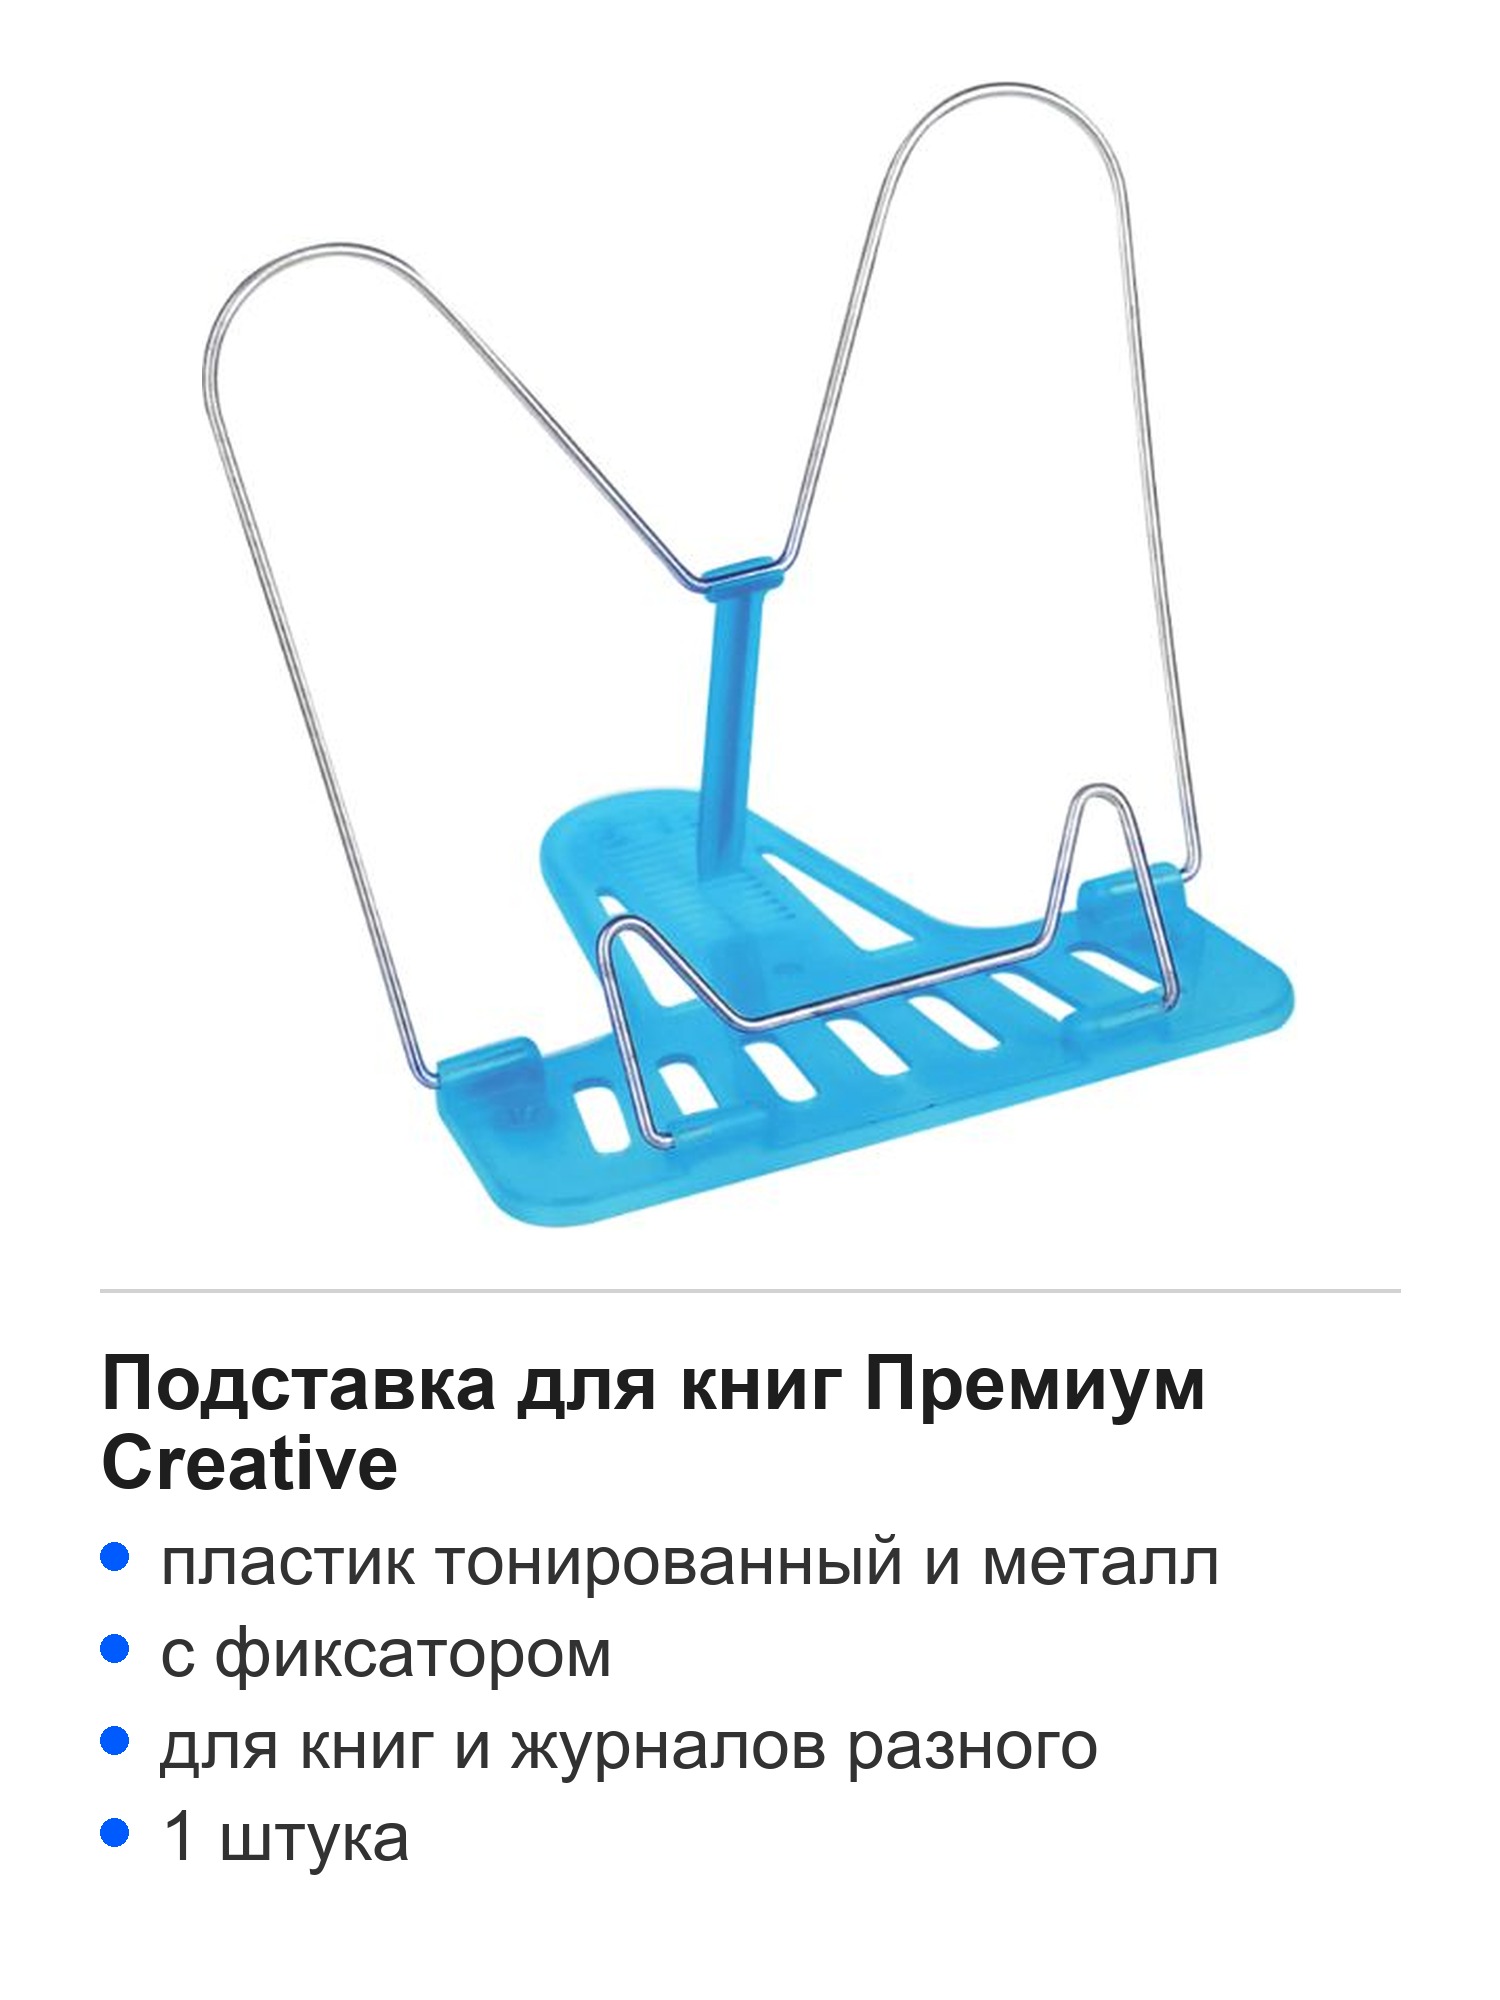 Подставка для книг Премиум
Creative
пластик тонированный и металл
с фиксатором
для книг и журналов разного
1 штука